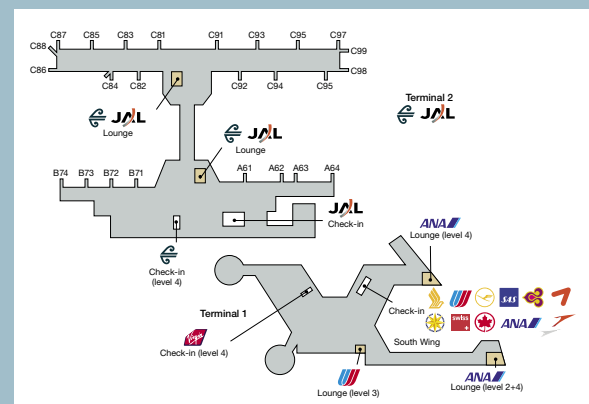 C87
C85
C83
C81
C91
C93
C95
C97
C88
C99
C86
C98
C84
C82
C92
C94
C95
Terminal 2
JAL
JAL
Lounge
JAL
Lounge
B74
B73
B72
B71
A61
A62
A63
A64
JAL
Check-in
ANA
Lounge (level 4)
Check-in
(level 4)
Check-in
SAS
Terminal 1
swiss
ANA
Virgin
Check-in (level 4)
South Wing
Lounge (level 3)
ANA
Lounge (level 2+4)